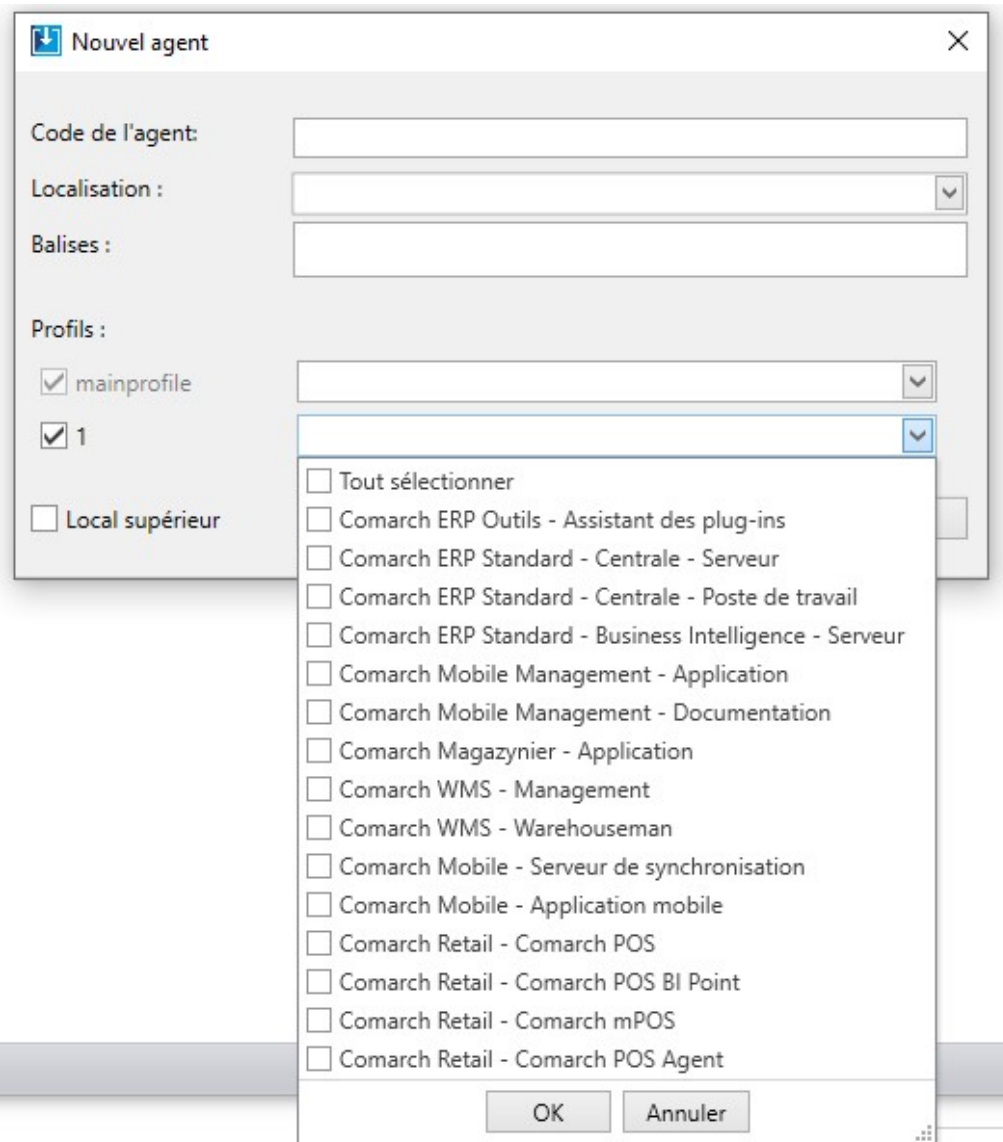 Nouvel agent
Code de l'agent:
Localisation :
Balises :
Profils :
mainprofile
1
Tout sélectionner
Local supérieur
Comarch ERP Outils - Assistant des plug-ins
Comarch ERP Standard - Centrale - Serveur
Comarch ERP Standard - Centrale - Poste de travail
Comarch ERP Standard - Business Intelligence - Serveur
Comarch Mobile Management - Application
Comarch Mobile Management - Documentation
Comarch Magazynier - Application
Comarch WMS - Management
Comarch WMS - Warehouseman
Comarch Mobile - Serveur de synchronisation
Comarch Mobile - Application mobile
Comarch Retail - Comarch POS
Comarch Retail - Comarch POS BI Point
Comarch Retail - Comarch mPOS
Comarch Retail - Comarch POS Agent
OK Annuler